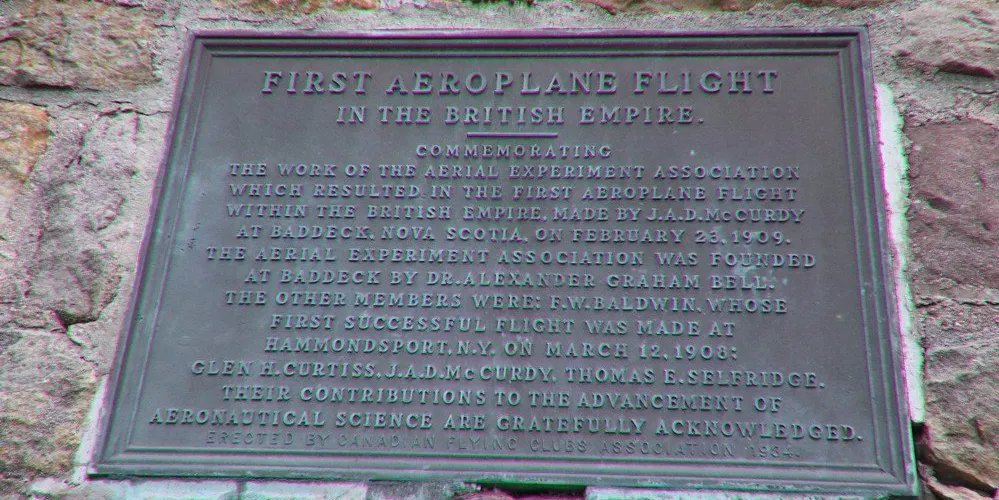 FIRST AEROPLANE FLIGHT
IN THE BRITISH EMPIRE.
COMMEMORATING
THE WORK OF THE AERIAL EXPERIMENT ASSOCIATION
WHICH RESULTED IN THE FIRST AEROPLANE FLIGHT
WITHIN THE BRITISH EMPIRE, MADE BY J.A.D. McCURDY
AT BADDECK, NOVA SCOTIA, ON FEBRUARY 23, 1909.
THE AERIAL EXPERIMENT ASSOCIATION WAS FOUNDED
AT BADDECK BY DR. ALEXANDER GRAHAM BELL.
THE OTHER MEMBERS WERE: F.W. BALDWIN, WHOSE
FIRST SUCCESSFUL FLIGHT WAS MADE AT
HAMMONDSPORT, N.Y. ON MARCH 12, 1908:
GLEN H. CURTISS, J.A.D. McCURDY, THOMAS E. SELFRIDGE.
THEIR CONTRIBUTIONS TO THE ADVANCEMENT OF
AERONAUTICAL SCIENCE ARE GRATEFULLY ACKNOWLEDGED.
ERECTED BY CANADIAN FLYING CLUBS ASSOCIATION 1934.